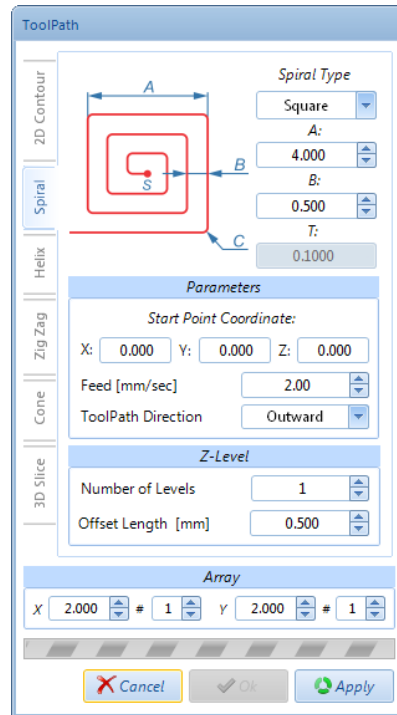 ToolPath
2D Contour
Spiral
Helix
Zig Zag
Cone
3D Slice
A
B
S
C
Spiral Type
Square
A:
4.000
B:
0.500
T:
0.1000
Parameters
Start Point Coordinate:
X: 0.000 Y: 0.000 Z: 0.000
Feed [mm/sec] 2.00
ToolPath Direction Outward
Z-Level
Number of Levels 1
Offset Length [mm] 0.500
Array
X 2.000 # 1 Y 2.000 # 1
Cancel Ok Apply